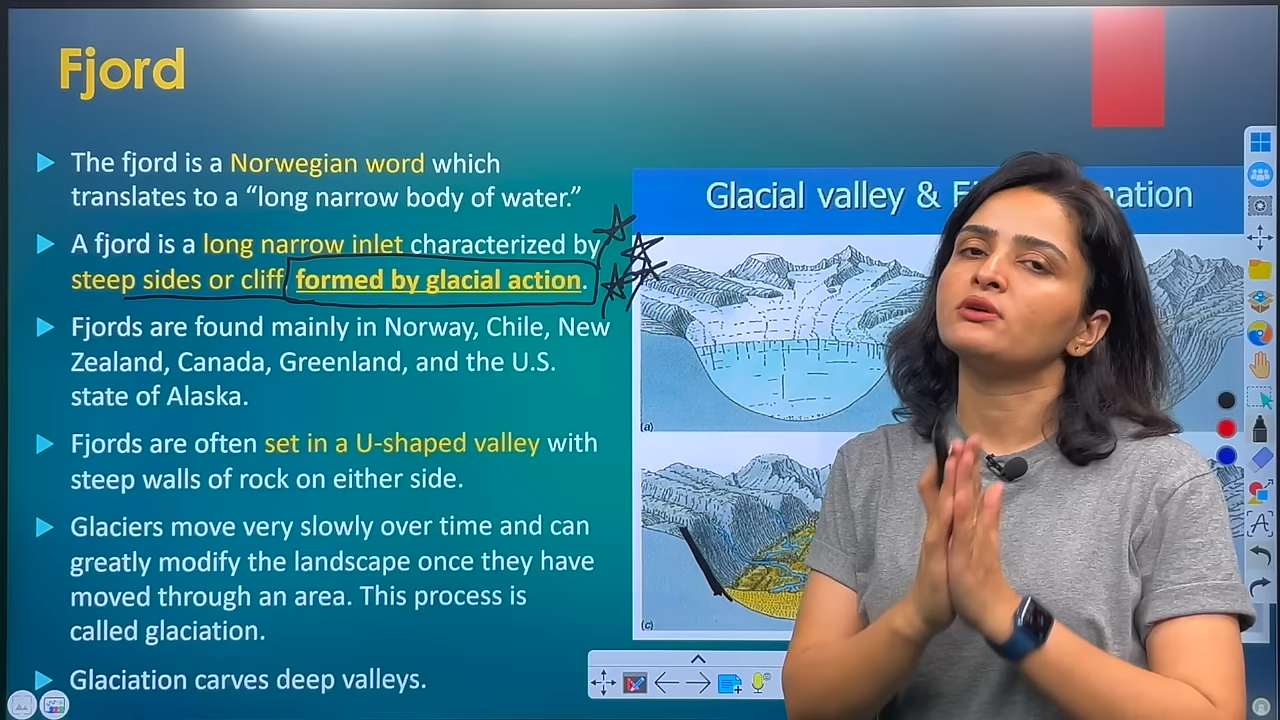 Fjord
The fjord is a Norwegian word which
translates to a “long narrow body of water.”
A fjord is a long narrow inlet characterized by
steep sides or cliff formed by glacial action.
Fjords are found mainly in Norway, Chile, New
Zealand, Canada, Greenland, and the U.S.
state of Alaska.
Fjords are often set in a U-shaped valley with
steep walls of rock on either side.
Glaciers move very slowly over time and can
greatly modify the landscape once they have
moved through an area. This process is
called glaciation.
Glaciation carves deep valleys.
Glacial valley &
(a)
(c)
A